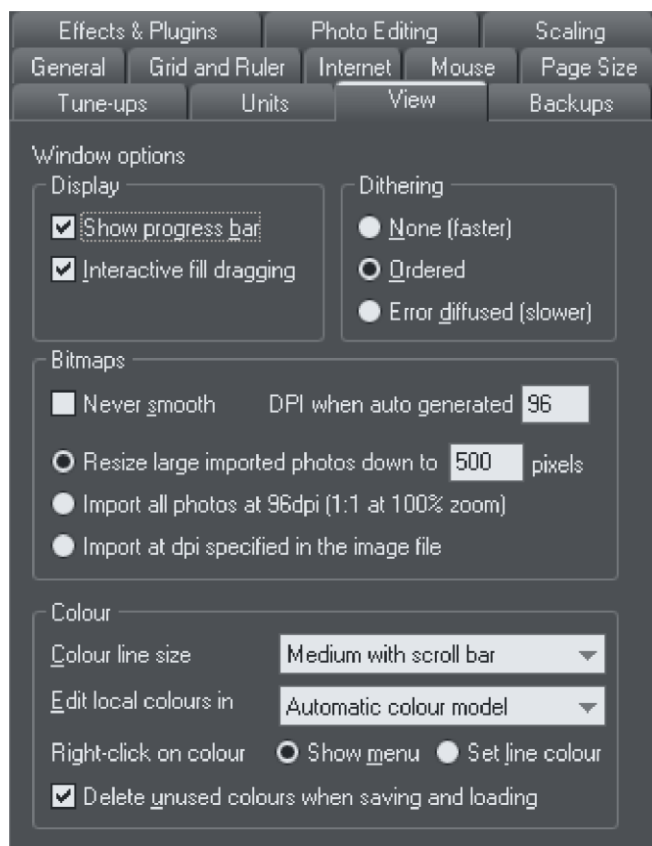 Effects & Plugins Photo Editing Scaling
General Grid and Ruler Internet Mouse Page Size
Tune-ups Units View Backups
Window options
Display
Show progress bar
Interactive fill dragging
Dithering
None (faster)
Ordered
Error diffused (slower)
Bitmaps
Never smooth DPI when auto generated 96
Resize large imported photos down to 500 pixels
Import all photos at 96dpi (1:1 at 100% zoom)
Import at dpi specified in the image file
Colour
Colour line size Medium with scroll bar
Edit local colours in Automatic colour model
Right-click on colour Show menu Set line colour
Delete unused colours when saving and loading